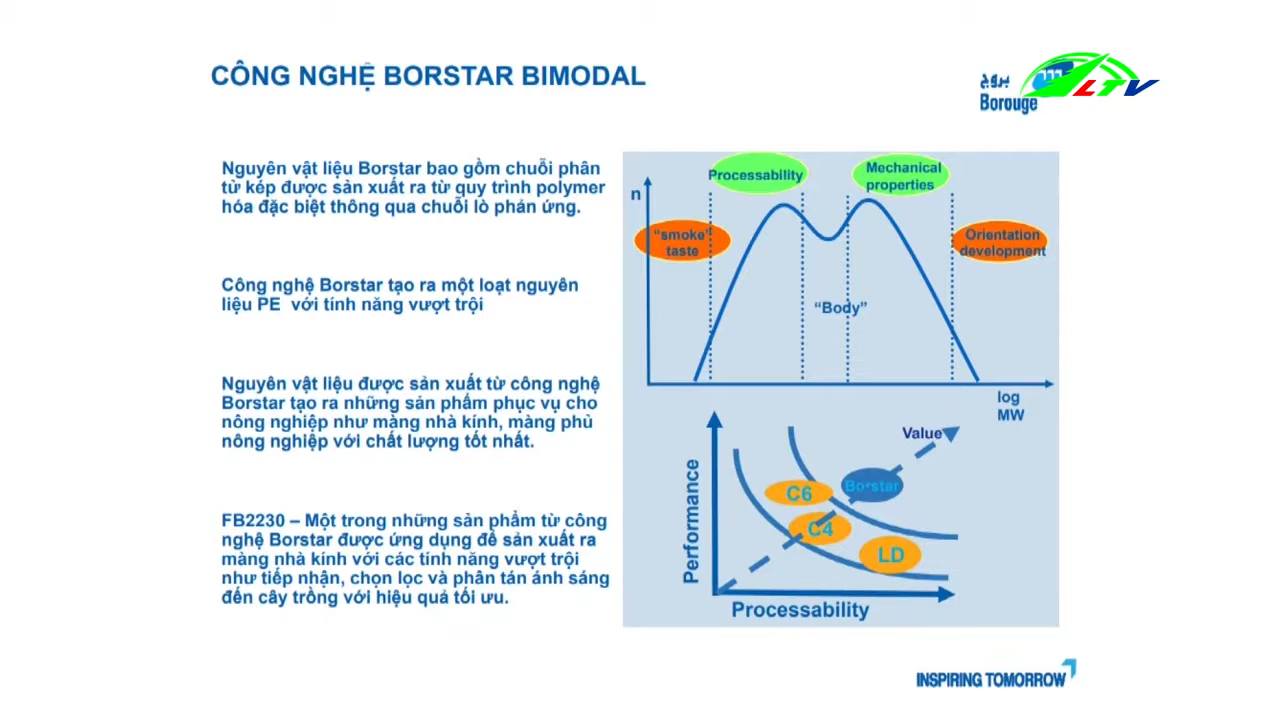 CÔNG NGHỆ BORSTAR BIMODAL
بروج
Borouge
LTV
Nguyên vật liệu Borstar bao gồm chuỗi phân
tử kép được sản xuất ra từ quy trình polymer
hóa đặc biệt thông qua chuỗi lò phản ứng.
Công nghệ Borstar tạo ra một loạt nguyên
liệu PE với tính năng vượt trội
Nguyên vật liệu được sản xuất từ công nghệ
Borstar tạo ra những sản phẩm phục vụ cho
nông nghiệp như màng nhà kính, màng phủ
nông nghiệp với chất lượng tốt nhất.
FB2230 – Một trong những sản phẩm từ công
nghệ Borstar được ứng dụng để sản xuất ra
màng nhà kính với các tính năng vượt trội
như tiếp nhận, chọn lọc và phân tán ánh sáng
đến cây trồng với hiệu quả tối ưu.
n
Processability
Mechanical
properties
“smoke”
taste
Orientation
development
“Body”
log
MW
Value
Performance
Borstar
C6
C4
LD
Processability
INSPIRING TOMORROW